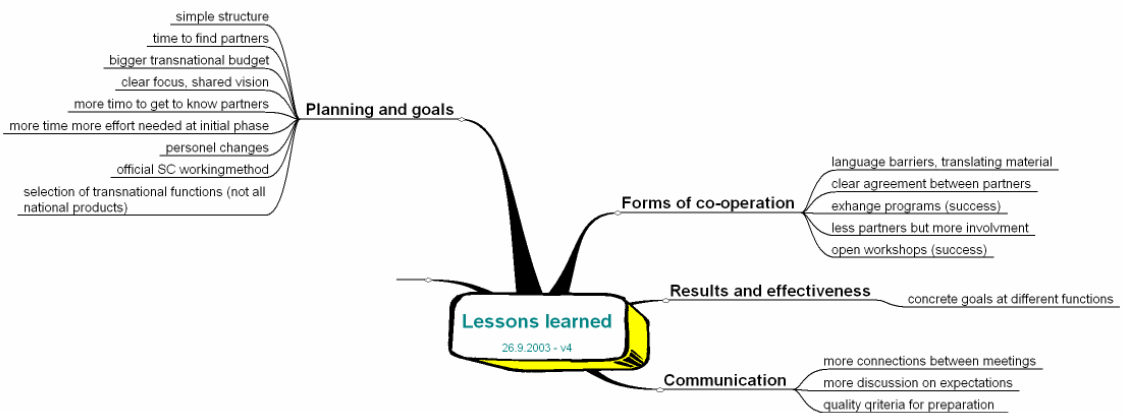 simple structure
time to find partners
bigger transnational budget
clear focus, shared vision
more timo to get to know partners
more time more effort needed at initial phase
personel changes
official SC workingmethod
selection of transnational functions (not all
national products)
Planning and goals
language barriers, translating material
clear agreement between partners
exhange programs (success)
less partners but more involvment
open workshops (success)
Forms of co-operation
Results and effectiveness
concrete goals at different functions
Lessons learned
26.9.2003 - v4
Communication
more connections between meetings
more discussion on expectations
quality qriteria for preparation